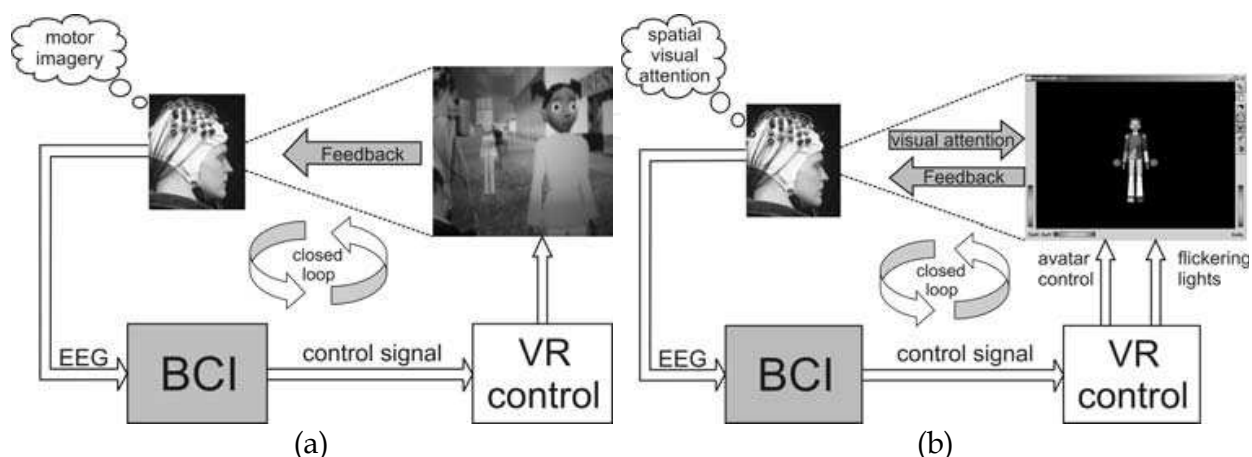 motor
imagery
Feedback
closed
loop
EEG
BCI
control signal
VR
control
(a)
spatial
visual
attention
visual attention
Feedback
avatar
control
flickering
lights
closed
loop
EEG
BCI
control signal
VR
control
(b)